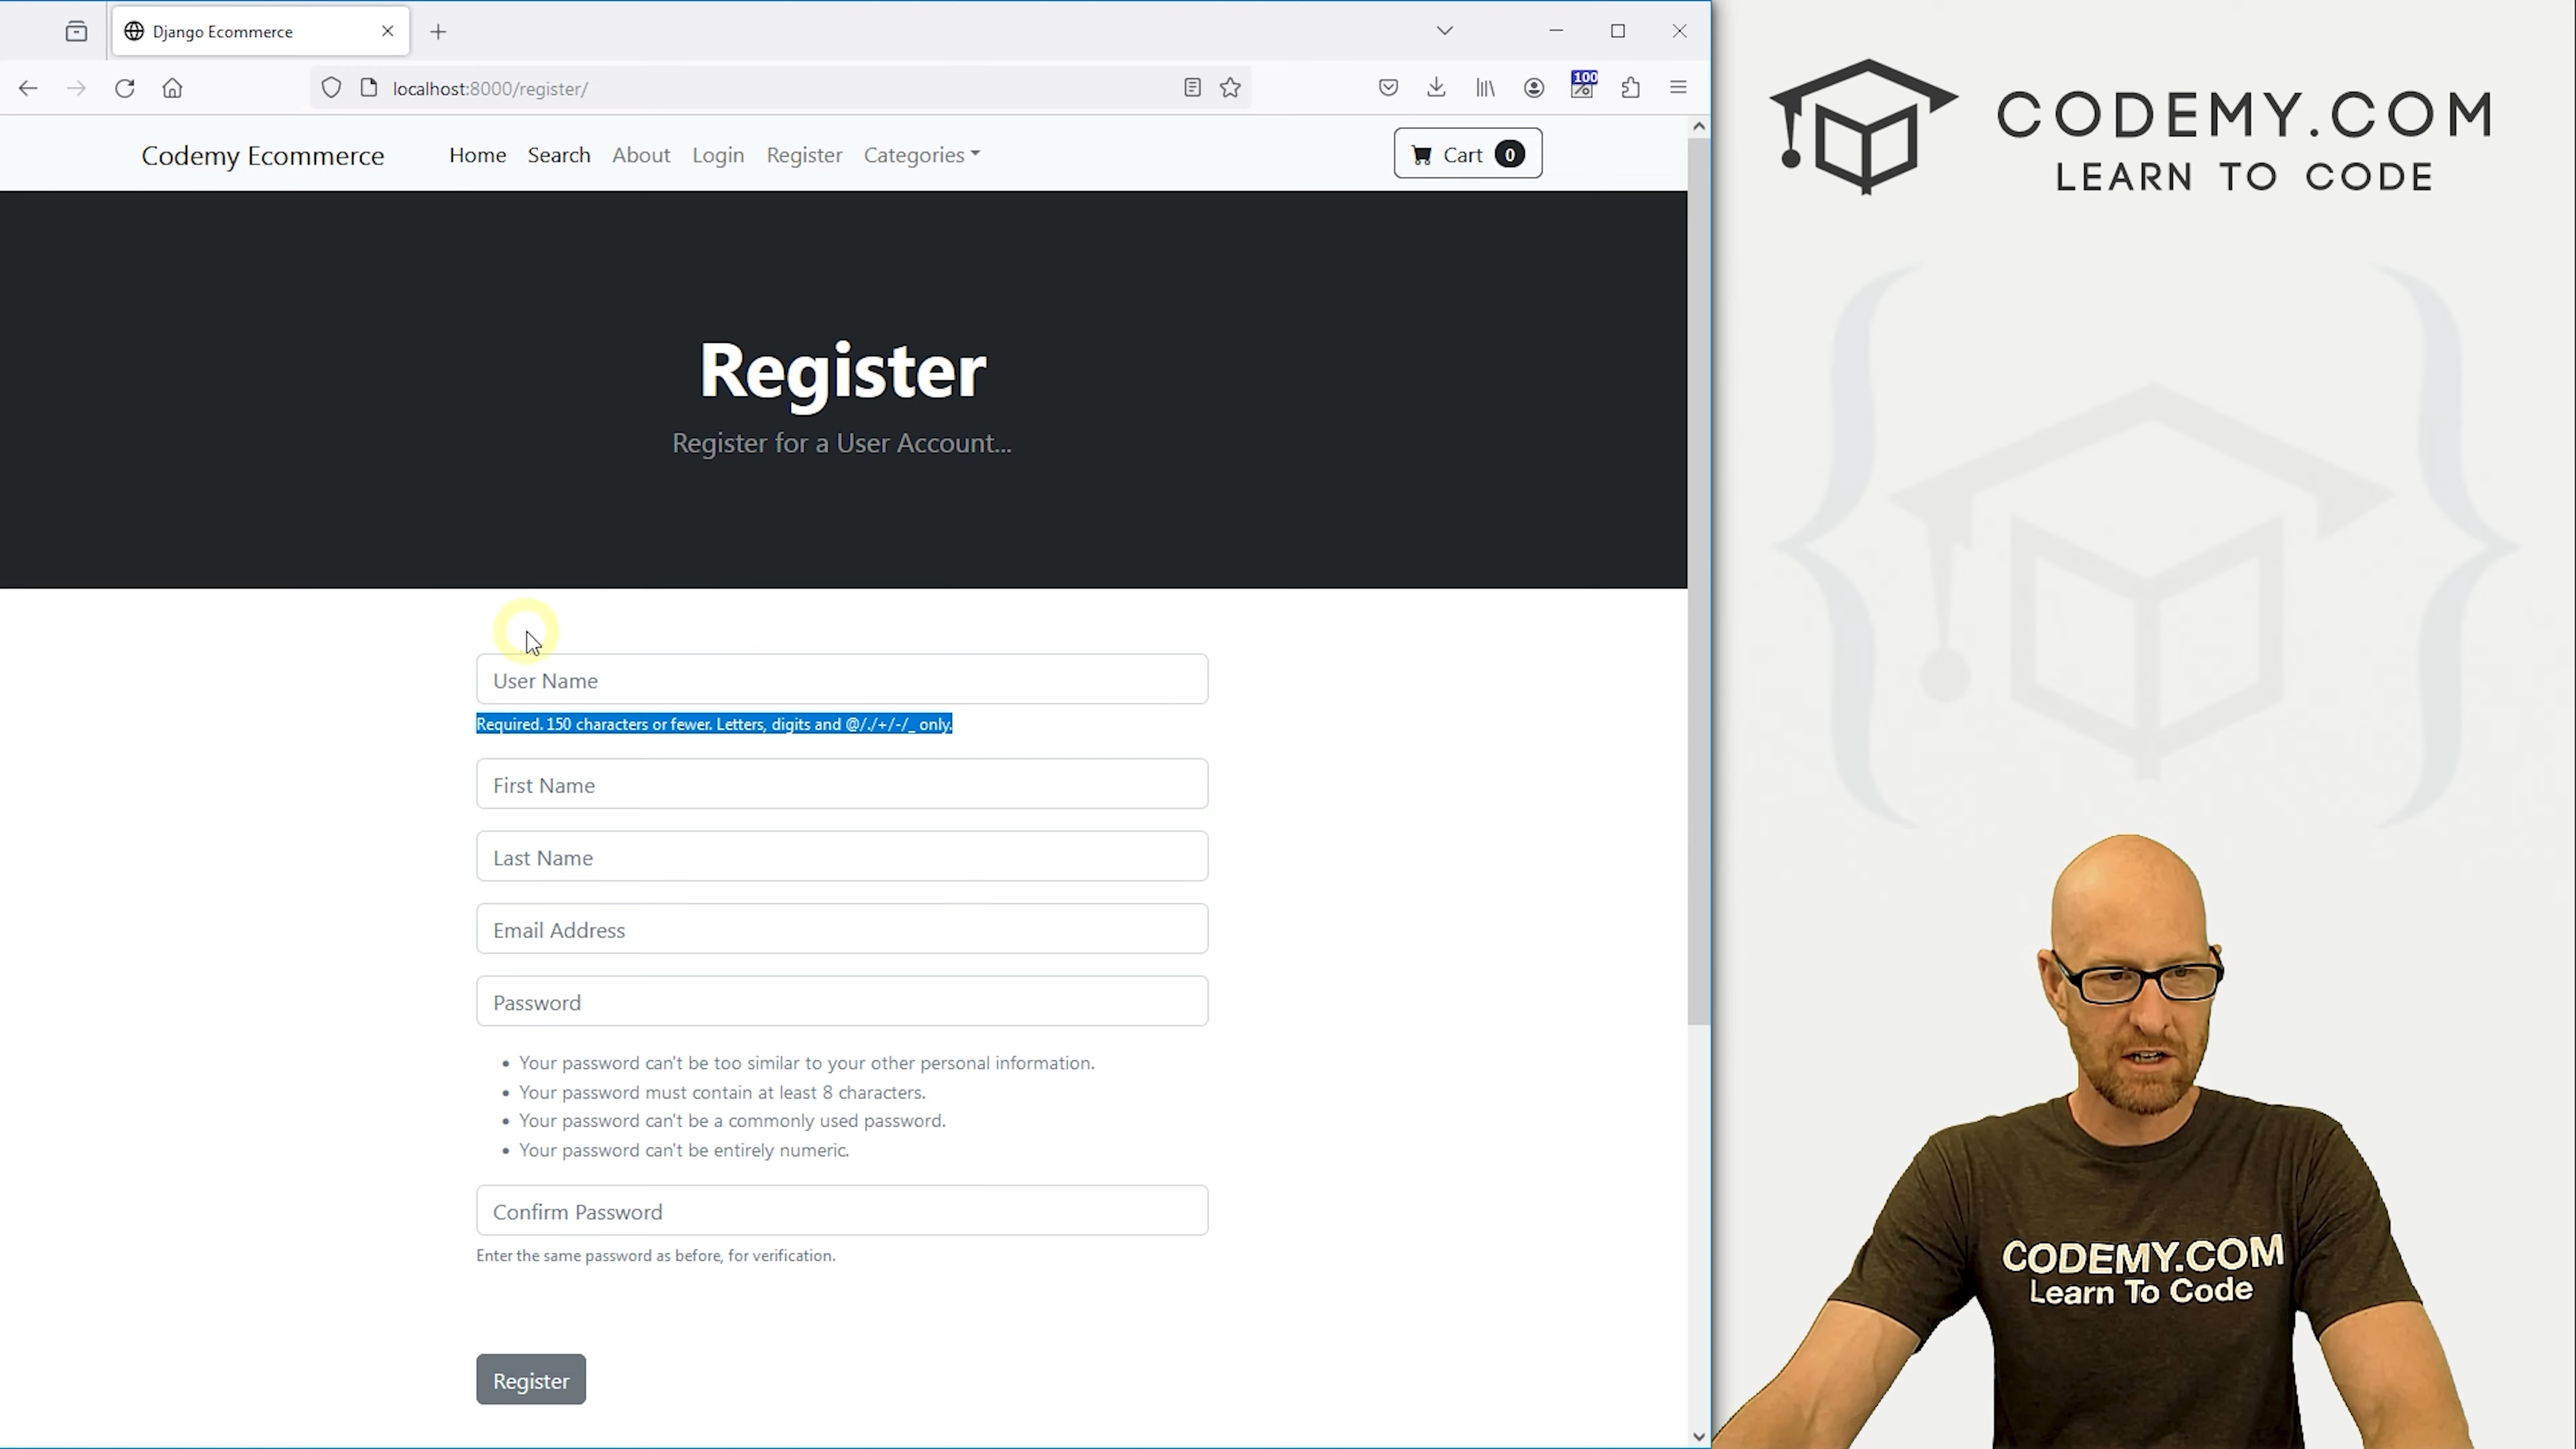 Django Ecommerce
localhost:8000/register/
100
Codemy Ecommerce
Home Search About Login Register Categories
Cart 0
Register
Register for a User Account...
User Name
Required. 150 characters or fewer. Letters, digits and @/./+/-/_ only.
First Name
Last Name
Email Address
Password
Your password can't be too similar to your other personal information.
Your password must contain at least 8 characters.
Your password can't be a commonly used password.
Your password can't be entirely numeric.
Confirm Password
Enter the same password as before, for verification.
Register
CODEMY.COM
LEARN TO CODE
CODEMY.COM
Learn To Code